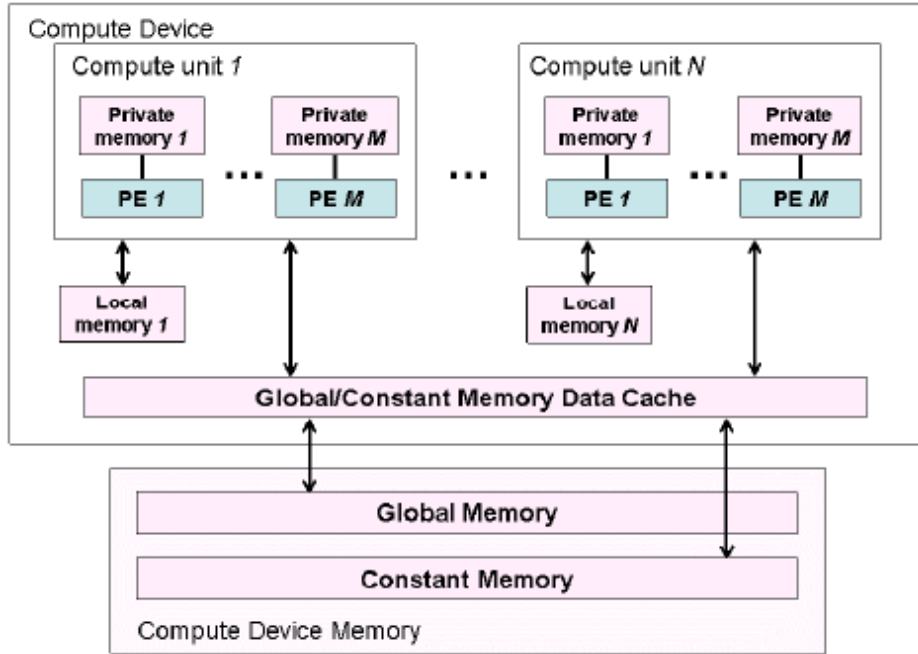 Compute Device
Compute unit 1
Compute unit N
Private
memory 1
Private
memory M
Private
memory 1
Private
memory M
...
...
...
PE 1
PE M
PE 1
PE M
Local
memory 1
Local
memory N
Global/Constant Memory Data Cache
Global Memory
Constant Memory
Compute Device Memory